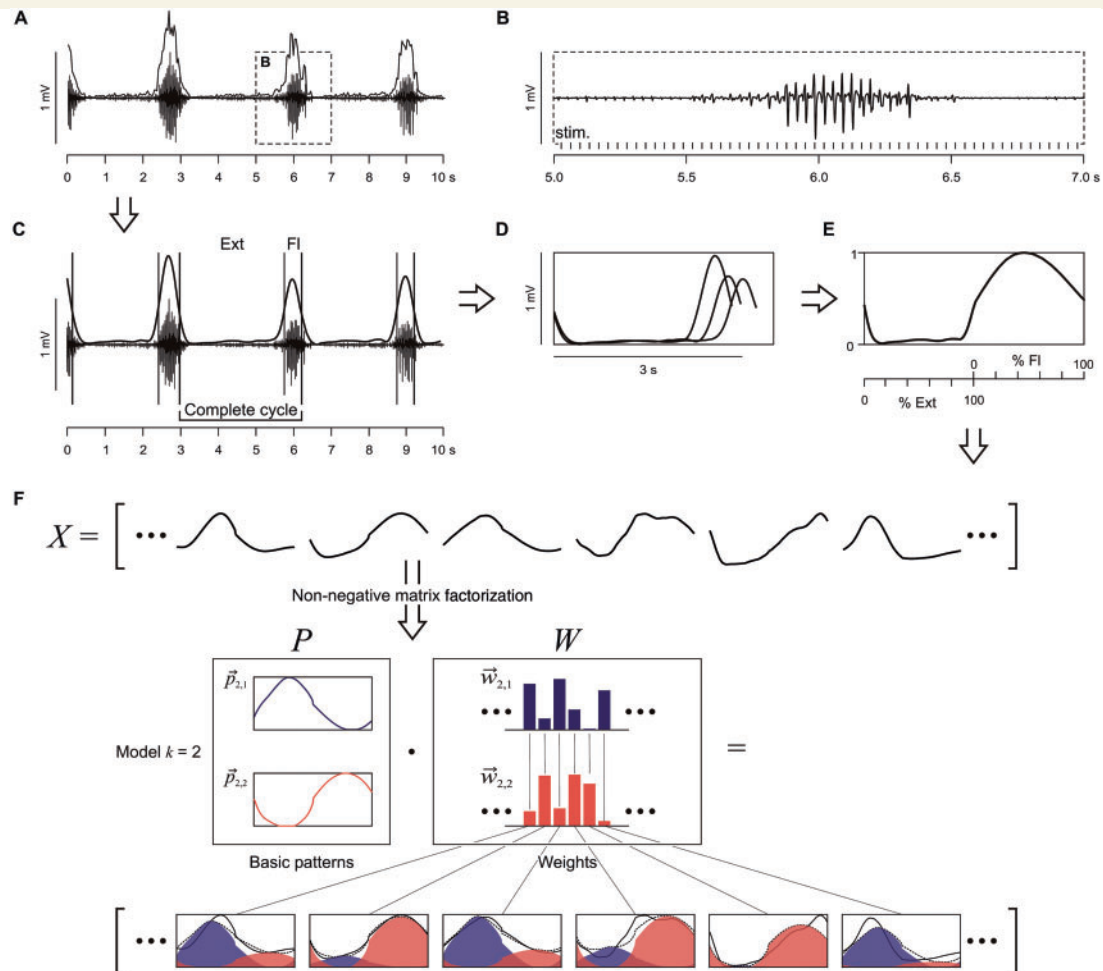 A
B
1 mV
B
0 1 2 3 4 5 6 7 8 9 10 s
1 mV
stim.
5.0 5.5 6.0 6.5 7.0 s
C
Ext Fl
1 mV
Complete cycle
0 1 2 3 4 5 6 7 8 9 10 s
D
1 mV
3 s
E
1
0
0 % Fl 100
0 % Ext 100
F
X = [ ••• ••• ]
Non-negative matrix factorization
P W
p⃗2,1 w⃗2,1
••• •••
Model k = 2 • =
p⃗2,2 w⃗2,2
••• •••
Basic patterns Weights
[ ••• ••• ]